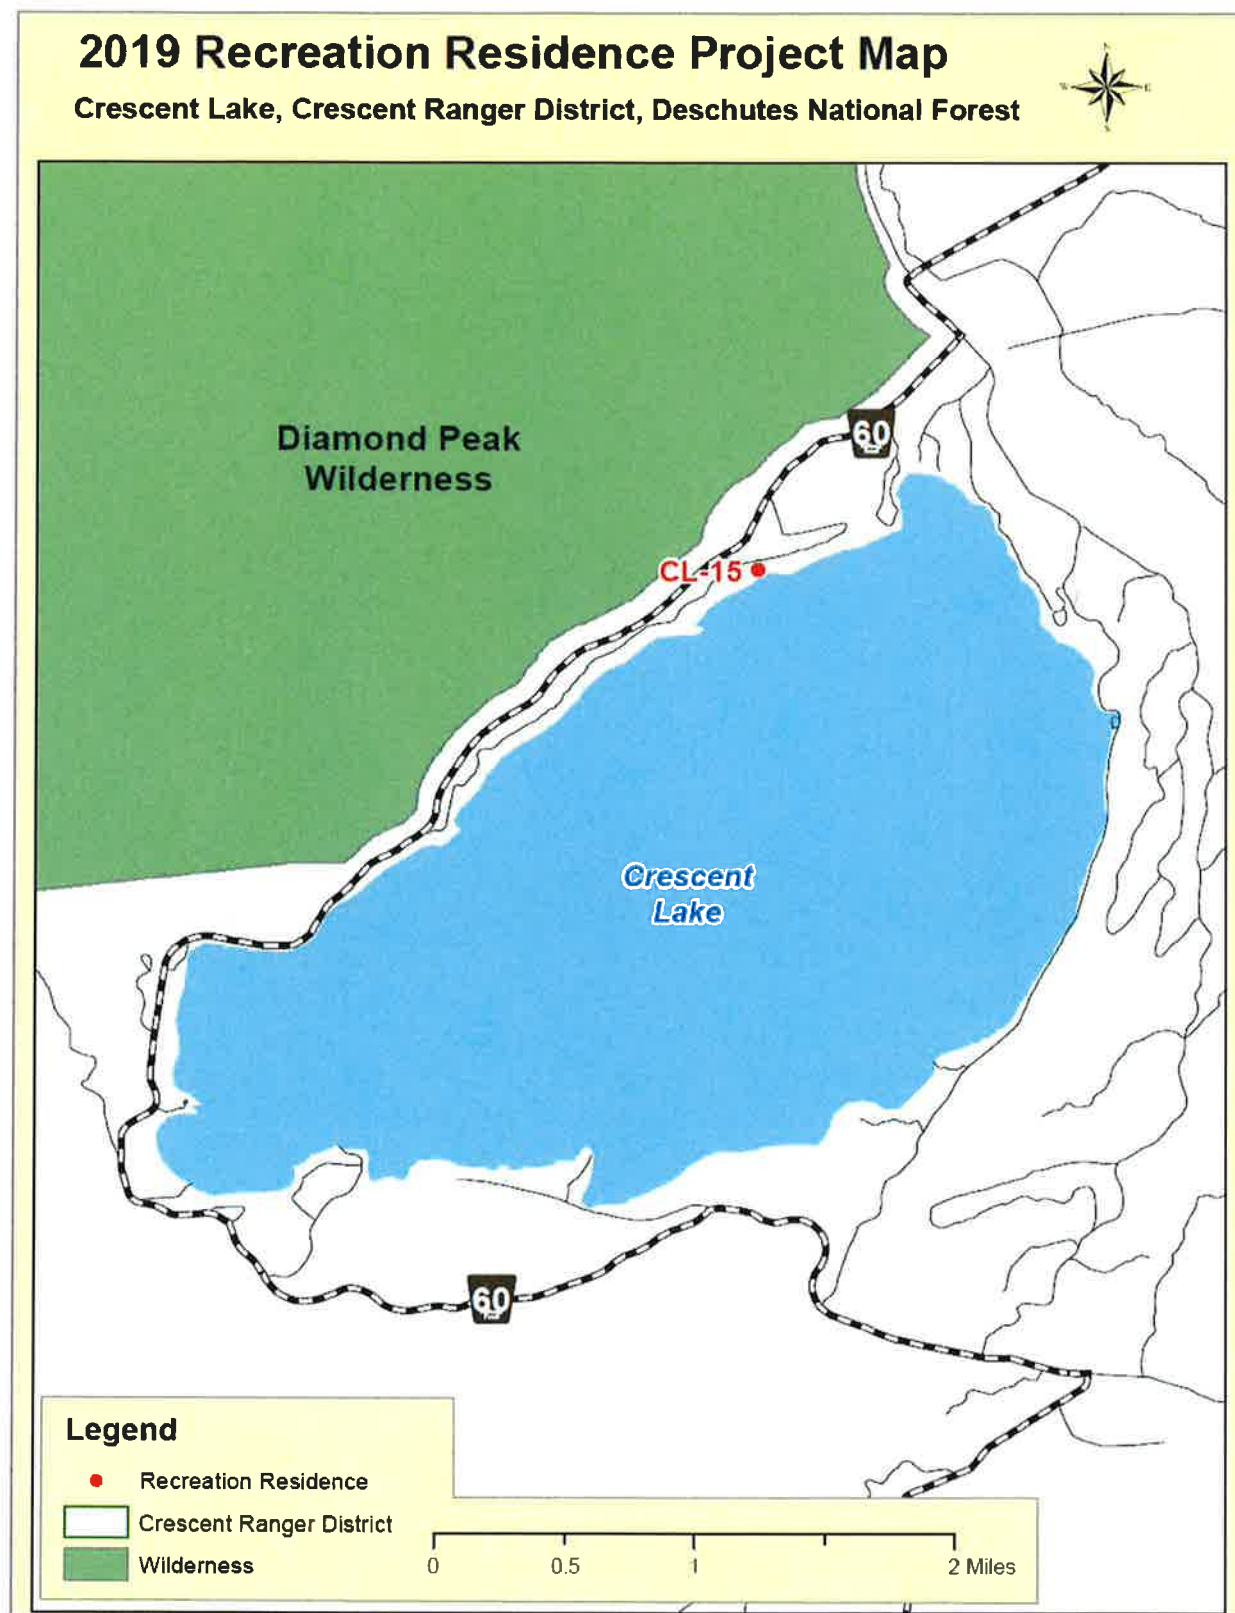 2019 Recreation Residence Project Map
Crescent Lake, Crescent Ranger District, Deschutes National Forest
N
W E
S
Diamond Peak
Wilderness
60
CL-15
Crescent
Lake
60
Legend
Recreation Residence
Crescent Ranger District
Wilderness
0 0.5 1 2 Miles